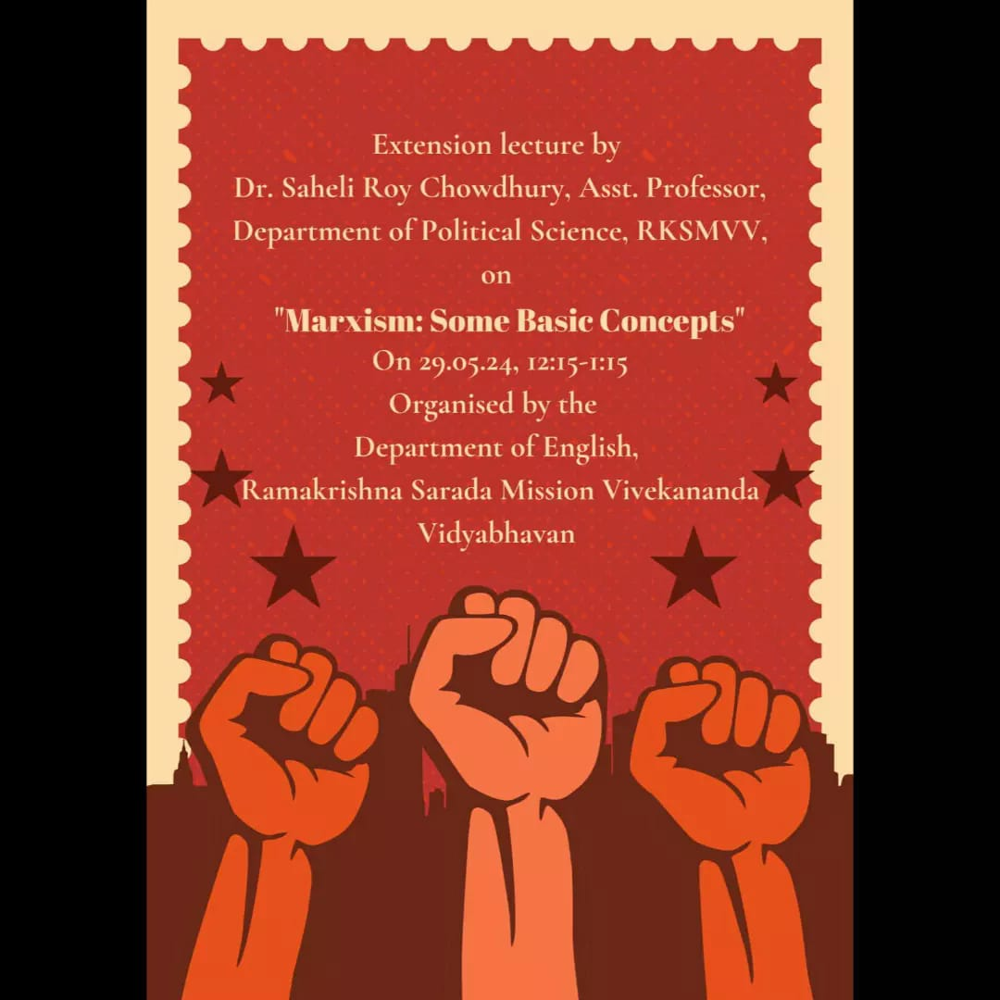 Extension lecture by
Dr. Saheli Roy Chowdhury, Asst. Professor,
Department of Political Science, RKSMVV,
on
"Marxism: Some Basic Concepts"
On 29.05.24, 12:15-1:15
Organised by the
Department of English,
Ramakrishna Sarada Mission Vivekananda
Vidyabhavan